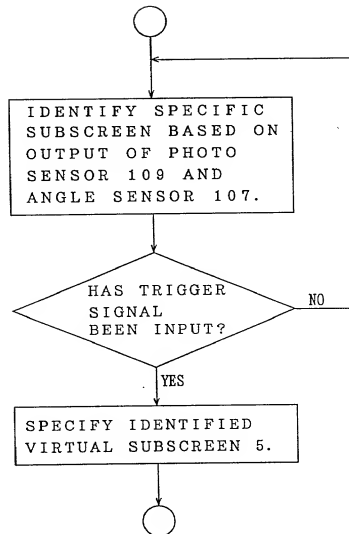 IDENTIFY SPECIFIC
SUBSCREEN BASED ON
OUTPUT OF PHOTO
SENSOR 109 AND
ANGLE SENSOR 107.
HAS TRIGGER
SIGNAL
BEEN INPUT?
NO
YES
SPECIFY IDENTIFIED
VIRTUAL SUBSCREEN 5.